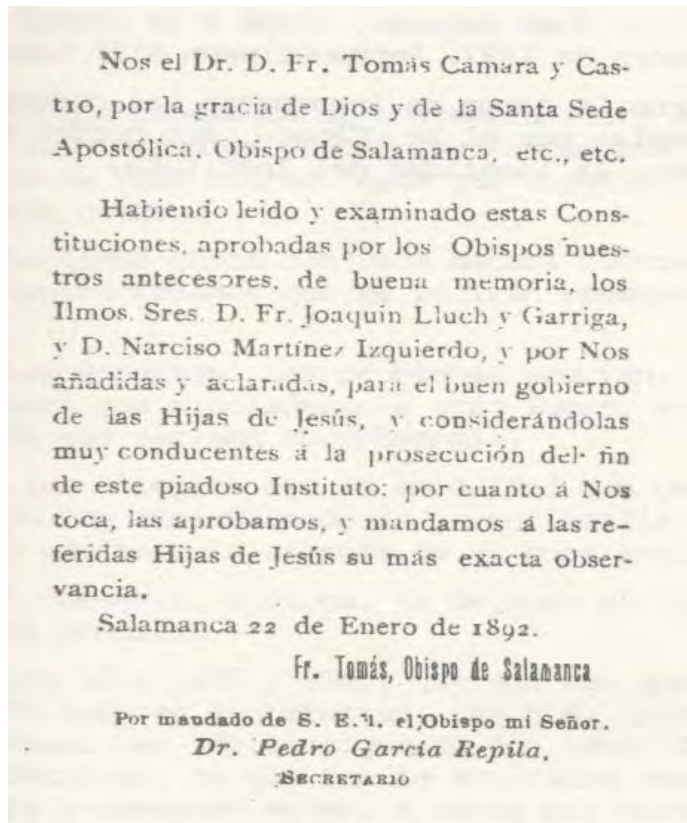 Nos el Dr. D. Fr. Tomás Camara y Cas-
tro, por la gracia de Dios y de la Santa Sede
Apostólica, Obispo de Salamanca, etc., etc.
Habiendo leido y examinado estas Cons-
tituciones, aprobadas por los Obispos nues-
tros antecesores, de buena memoria, los
Ilmos. Sres. D. Fr. Joaquin Lluch y Garriga,
y D. Narciso Martínez Izquierdo, y por Nos
añadidas y aclaradas, para el buen gobierno
de las Hijas de Jesús, y considerándolas
muy conducentes á la prosecución del fin
de este piadoso Instituto: por cuanto á Nos
toca, las aprobamos, y mandamos á las re-
feridas Hijas de Jesús su más exacta obser-
vancia.
Salamanca 22 de Enero de 1892.
Fr. Tomás, Obispo de Salamanca
Por mandado de S. E. I. el Obispo mi Señor.
Dr. Pedro García Repila,
SECRETARIO